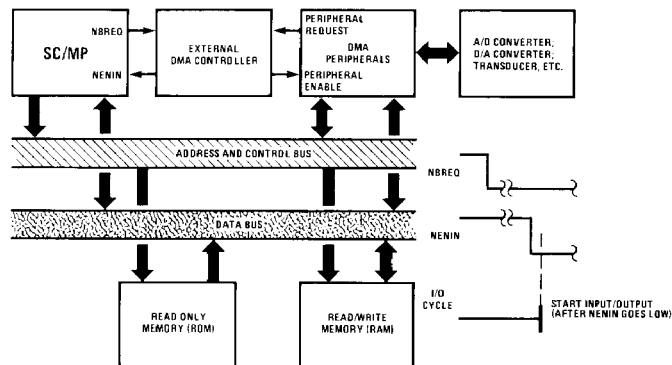 SC/MP
NBREQ
NENIN
EXTERNAL
DMA CONTROLLER
PERIPHERAL
REQUEST
DMA
PERIPHERALS
PERIPHERAL
ENABLE
A/D CONVERTER;
D/A CONVERTER;
TRANSDUCER, ETC.
ADDRESS AND CONTROL BUS
DATA BUS
READ ONLY
MEMORY (ROM)
READ/WRITE
MEMORY (RAM)
NBREQ
NENIN
I/O
CYCLE
START INPUT/OUTPUT
(AFTER NENIN GOES LOW)